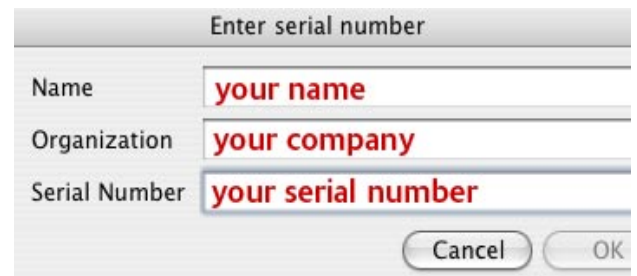 Enter serial number
Name your name
Organization your company
Serial Number your serial number
Cancel OK